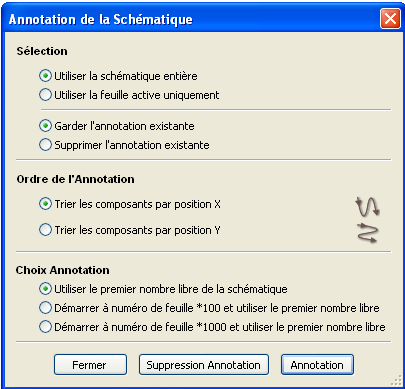 Annotation de la Schématique
Sélection
Utiliser la schématique entière
Utiliser la feuille active uniquement
Garder l'annotation existante
Supprimer l'annotation existante
Ordre de l'Annotation
Trier les composants par position X
Trier les composants par position Y
Choix Annotation
Utiliser le premier nombre libre de la schématique
Démarrer à numéro de feuille *100 et utiliser le premier nombre libre
Démarrer à numéro de feuille *1000 et utiliser le premier nombre libre
Fermer Suppression Annotation Annotation